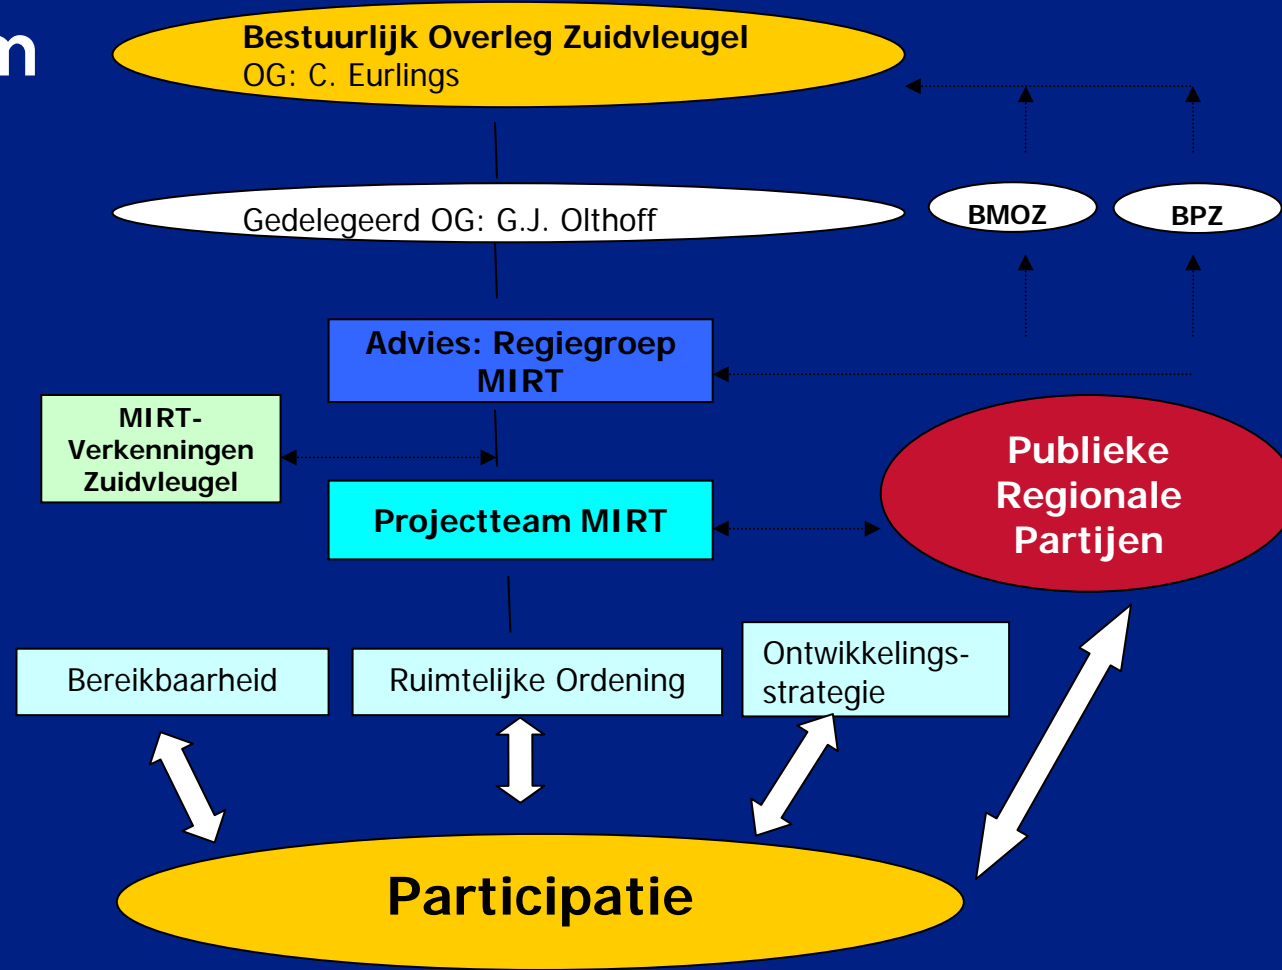 m
Bestuurlijk Overleg Zuidvleugel
OG: C. Eurlings
Gedelegeerd OG: G.J. Olthoff
BMOZ
BPZ
Advies: Regiegroep
MIRT
MIRT-
Verkenningen
Zuidvleugel
Projectteam MIRT
Publieke
Regionale
Partijen
Bereikbaarheid
Ruimtelijke Ordening
Ontwikkelings-
strategie
Participatie